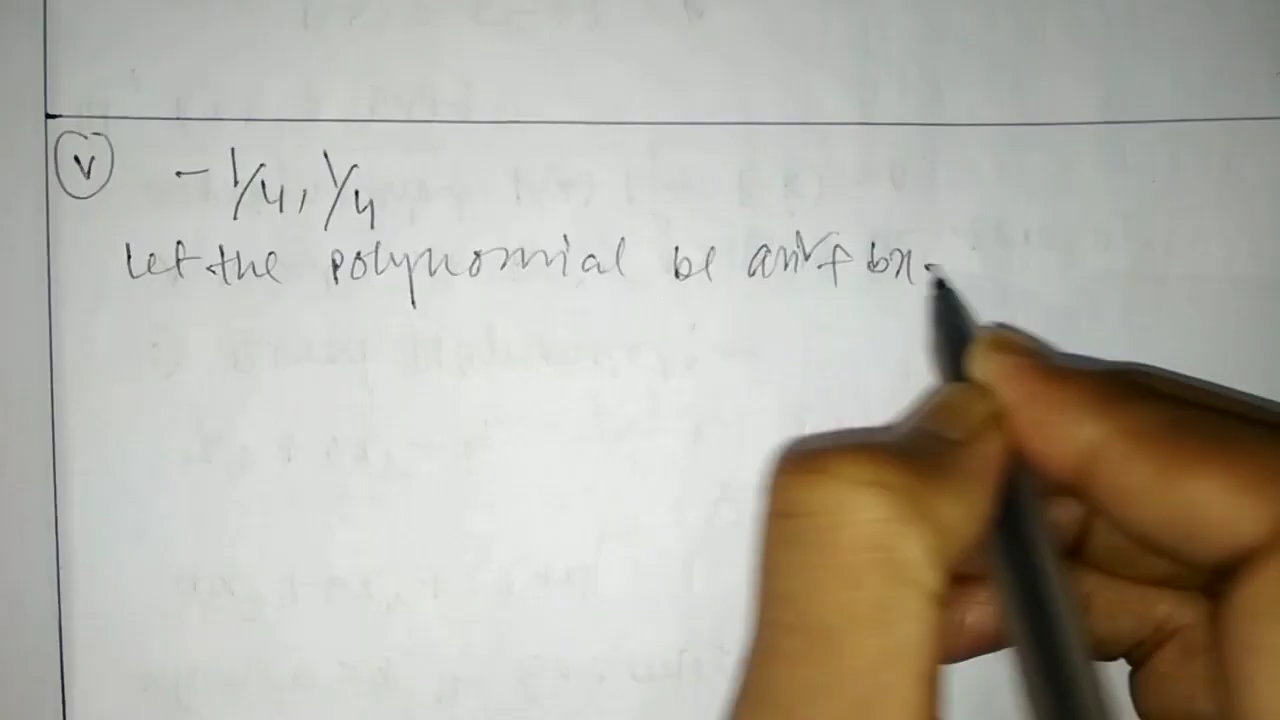 (v) -1/4, 1/4
Let the polynomial be ax²+ bx